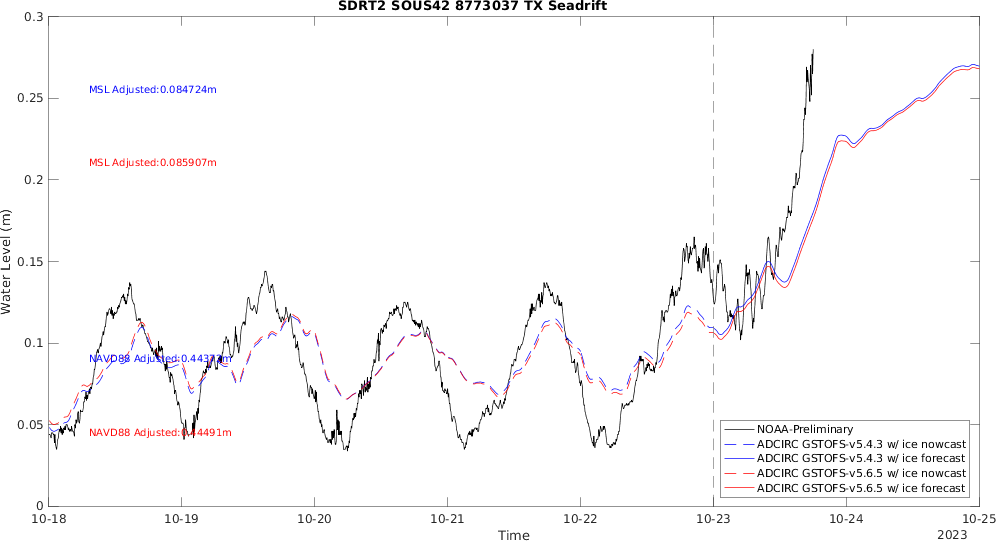 SDRT2 SOUS42 8773037 TX Seadrift
0.3
0.25
0.2
0.15
0.1
0.05
0
Water Level (m)
MSL Adjusted:0.084724m
MSL Adjusted:0.085907m
NAVD88 Adjusted:
NAVD88 Adjusted:
NOAA-Preliminary
ADCIRC GSTOFS-v5.4.3 w/ ice nowcast
ADCIRC GSTOFS-v5.4.3 w/ ice forecast
ADCIRC GSTOFS-v5.6.5 w/ ice nowcast
ADCIRC GSTOFS-v5.6.5 w/ ice forecast
10-18 10-19 10-20 10-21 10-22 10-23 10-24 10-25
Time
2023